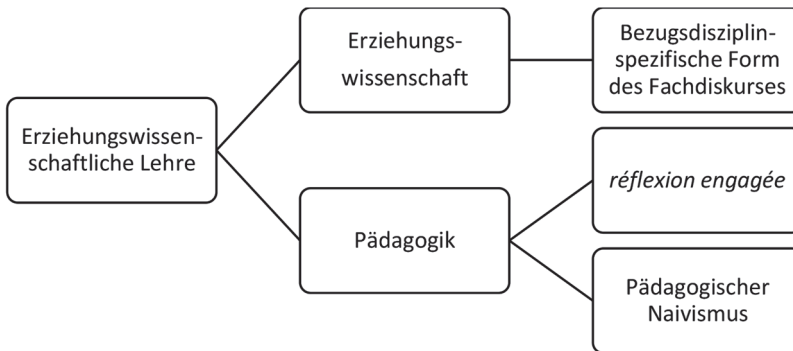 Erziehungswissen-
schaftliche Lehre
Erziehungs-
wissenschaft
Bezugsdisziplin-
spezifische Form
des Fachdiskurses
Pädagogik
réflexion engagée
Pädagogischer
Naivismus